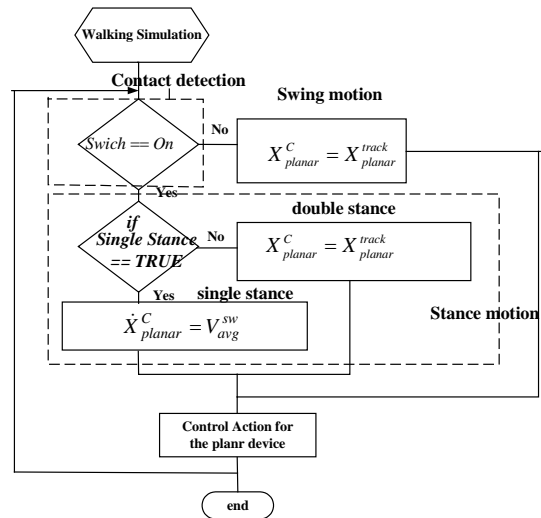 Walking Simulation
Contact detection
Swing motion
Swich == On
No
X^C_planar = X^track_planar
Yes
double stance
if
Single Stance
== TRUE
No
X^C_planar = X^track_planar
Yes
single stance
Ẋ^C_planar = V^sw_avg
Stance motion
Control Action for
the planr device
end